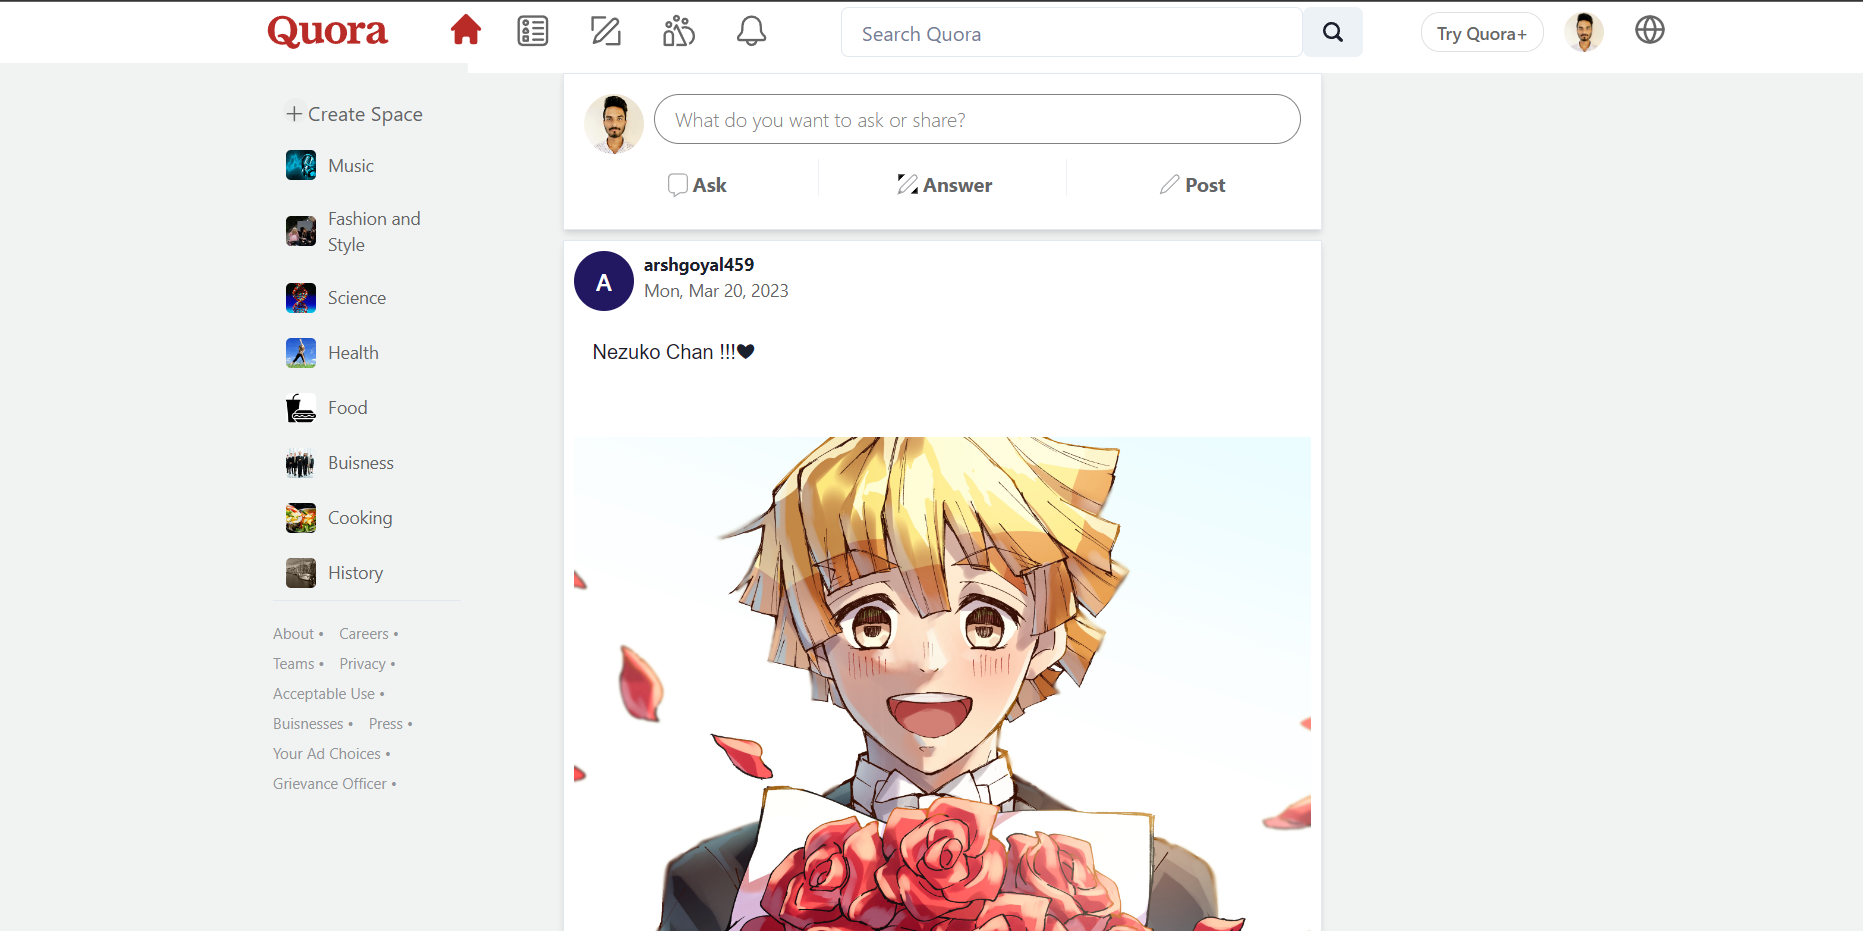 Quora
Search Quora
Try Quora+
Create Space
Music
Fashion and
Style
Science
Health
Food
Buisness
Cooking
History
About •
Careers •
Teams •
Privacy •
Acceptable Use •
Buisnesses •
Press •
Your Ad Choices •
Grievance Officer •
What do you want to ask or share?
Ask
Answer
Post
A
arshgoyal459
Mon, Mar 20, 2023
Nezuko Chan !!!🖤